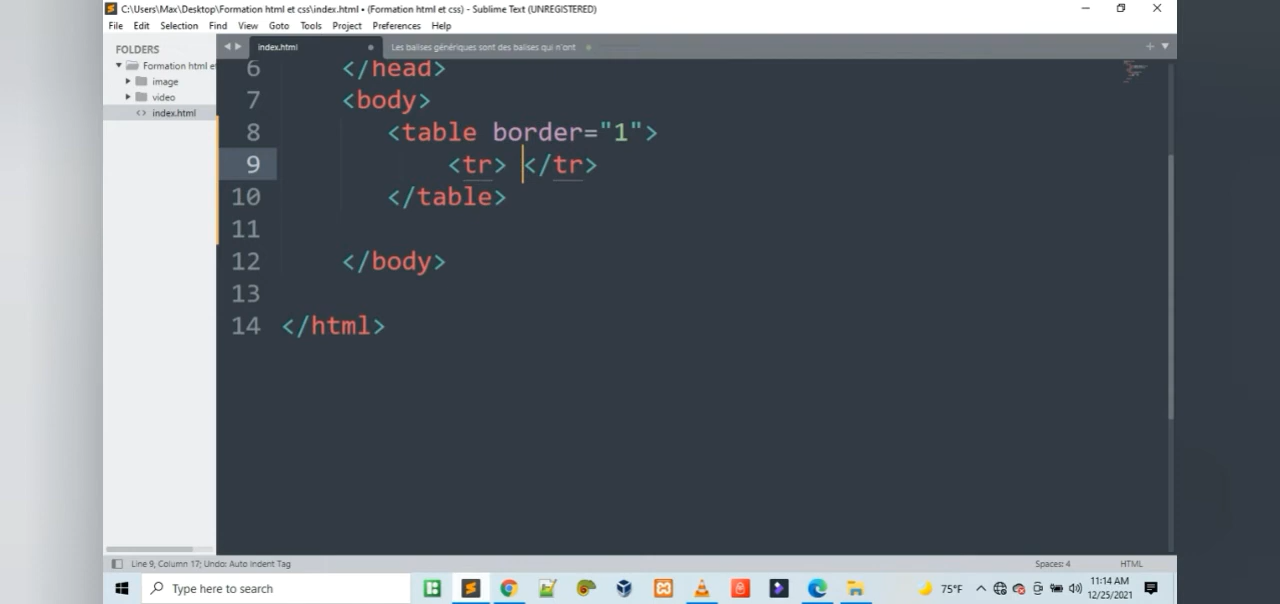 C:\Users\Max\Desktop\Formation html et css\index.html • (Formation html et css) - Sublime Text (UNREGISTERED)
File Edit Selection Find View Goto Tools Project Preferences Help
FOLDERS
Formation html e
image
video
index.html
index.html
Les balises génériques sont des balises qui n'ont
6 </head>
7 <body>
8 <table border="1">
9 <tr> </tr>
10 </table>
11
12 </body>
13
14 </html>
Line 9, Column 17; Undo: Auto Indent Tag
Spaces: 4
HTML
Type here to search
75°F
11:14 AM
12/25/2021